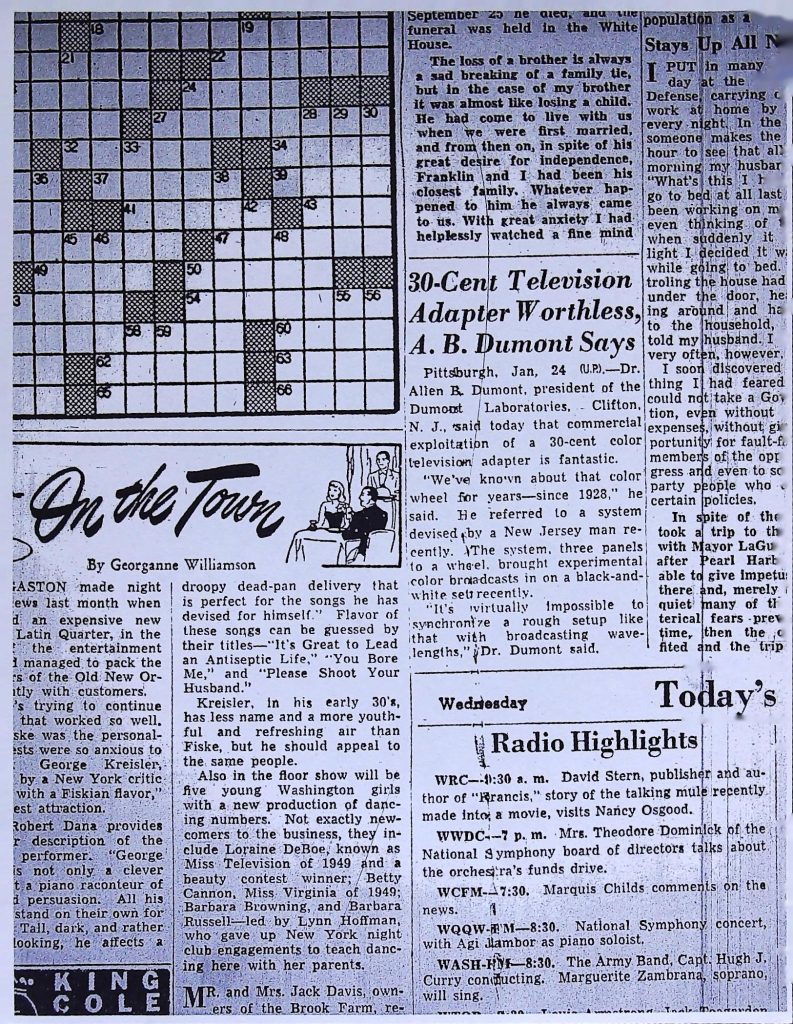 18 19
21 22
24
27 28 29 30
32 33 34
36 37 38 39
41 42 43
45 46 47 48
49 50
54 55 56
58 59 60
62 63
65 66
On the Town
By Georganne Williamson
GASTON made night
ews last month when
d an expensive new
Latin Quarter, in the
the entertainment
d managed to pack the
rs of the Old New Or-
tly with customers.
's trying to continue
that worked so well.
ske was the personal-
ests were so anxious to
George Kreisler,
by a New York critic
with a Fiskian flavor,"
est attraction.
Robert Dana provides
r description of the
performer. "George
is not only a clever
t a piano raconteur of
d persuasion. All his
stand on their own for
Tall, dark, and rather
looking, he affects a
KING
COLE
droopy dead-pan delivery that
is perfect for the songs he has
devised for himself." Flavor of
these songs can be guessed by
their titles—"It's Great to Lead
an Antiseptic Life," "You Bore
Me," and "Please Shoot Your
Husband."
Kreisler, in his early 30's,
has less name and a more youth-
ful and refreshing air than
Fiske, but he should appeal to
the same people.
Also in the floor show will be
five young Washington girls
with a new production of danc-
ing numbers. Not exactly new-
comers to the business, they in-
clude Loraine DeBoe, known as
Miss Television of 1949 and a
beauty contest winner; Betty
Cannon, Miss Virginia of 1949;
Barbara Browning, and Barbara
Russell—led by Lynn Hoffman,
who gave up New York night
club engagements to teach danc-
ing here with her parents.
MR. and Mrs. Jack Davis, own-
ers of the Brook Farm, re-
September 25 he died, and the
funeral was held in the White
House.
The loss of a brother is always
a sad breaking of a family tie,
but in the case of my brother
it was almost like losing a child.
He had come to live with us
when we were first married,
and from then on, in spite of his
great desire for independence,
Franklin and I had been his
closest family. Whatever hap-
pened to him he always came
to us. With great anxiety I had
helplessly watched a fine mind
30-Cent Television
Adapter Worthless,
A. B. Dumont Says
Pittsburgh, Jan, 24 (U.P.).—Dr.
Allen B. Dumont, president of the
Dumont Laboratories, Clifton,
N. J., said today that commercial
exploitation of a 30-cent color
television adapter is fantastic.
"We've known about that color
wheel for years—since 1928," he
said. He referred to a system
devised by a New Jersey man re-
cently. The system, three panels
to a wheel, brought experimental
color broadcasts in on a black-and-
white set recently.
"It's virtually impossible to
synchronize a rough setup like
that with broadcasting wave-
lengths," Dr. Dumont said.
population as a
Stays Up All N
I PUT in many
day at the
Defense, carrying
work at home by
every night. In the
someone makes the
hour to see that all
morning my husbar
"What's this I
go to bed at all last
been working on m
even thinking of
when suddenly it
light I decided it w
while going to bed.
troling the house had
under the door, hea
ing around and ha
to the household,
told my husband. I
very often, however,
I soon discovered
thing I had feared
could not take a Gov
tion, even without
expenses, without gi
portunity for fault-f
members of the opp
gress and even to so
party people who
certain policies.
In spite of the
took a trip to th
with Mayor LaGu
after Pearl Harb
able to give impetu
there and, merely
quiet many of th
terical fears prev
time, then the
fited and the trip
Wednesday Today's
Radio Highlights
WRC—9:30 a. m. David Stern, publisher and au-
thor of "Francis," story of the talking mule recently
made into a movie, visits Nancy Osgood.
WWDC—7 p. m. Mrs. Theodore Dominick of the
National Symphony board of directors talks about
the orchestra's funds drive.
WCFM—7:30. Marquis Childs comments on the
news.
WQQW-FM—8:30. National Symphony concert,
with Agi Jambor as piano soloist.
WASH-FM—8:30. The Army Band, Capt. Hugh J.
Curry conducting. Marguerite Zambrana, soprano,
will sing.
Louis Armstrong, Jack Teagarden